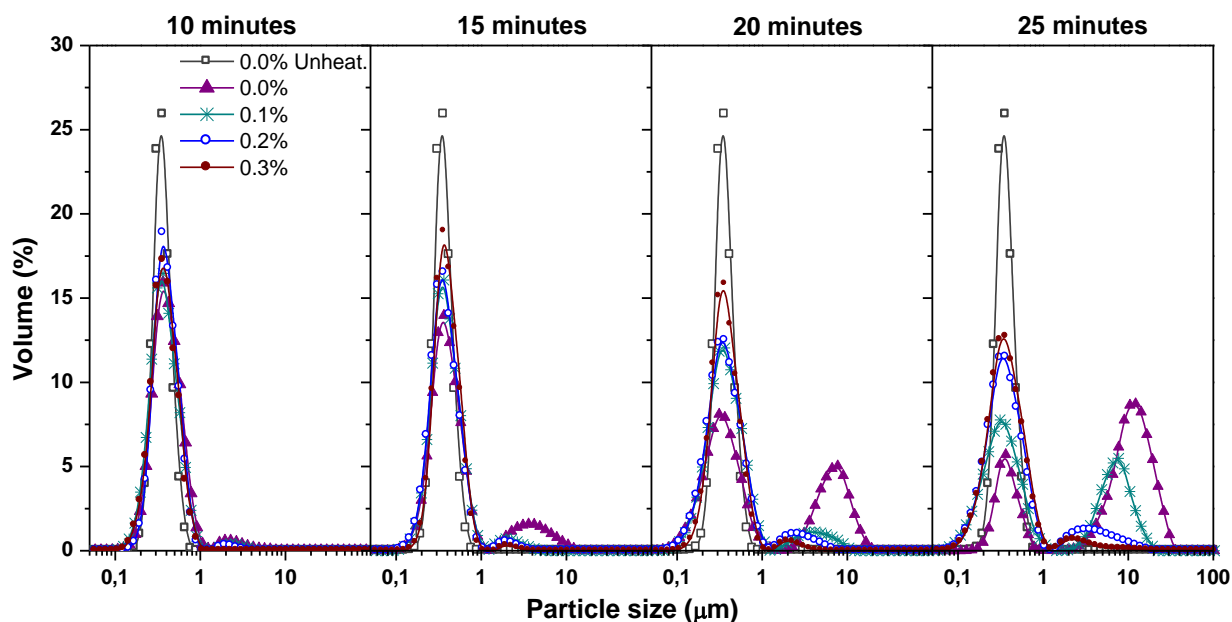 10 minutes 15 minutes 20 minutes 25 minutes
30
25
20
15
10
5
0
Volume (%)
0.0% Unheat.
0.0%
0.1%
0.2%
0.3%
0,1 1 10 0,1 1 10 0,1 1 10 0,1 1 10 100
Particle size (μm)